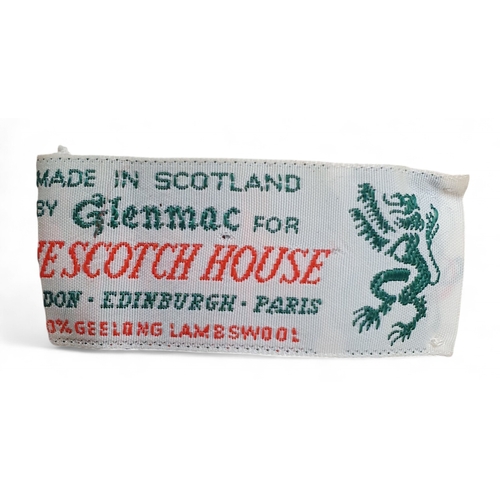 MADE IN SCOTLAND
BY Glenmac FOR
E SCOTCH HOUSE
DON · EDINBURGH · PARIS
0% GEELONG LAMBSWOOL